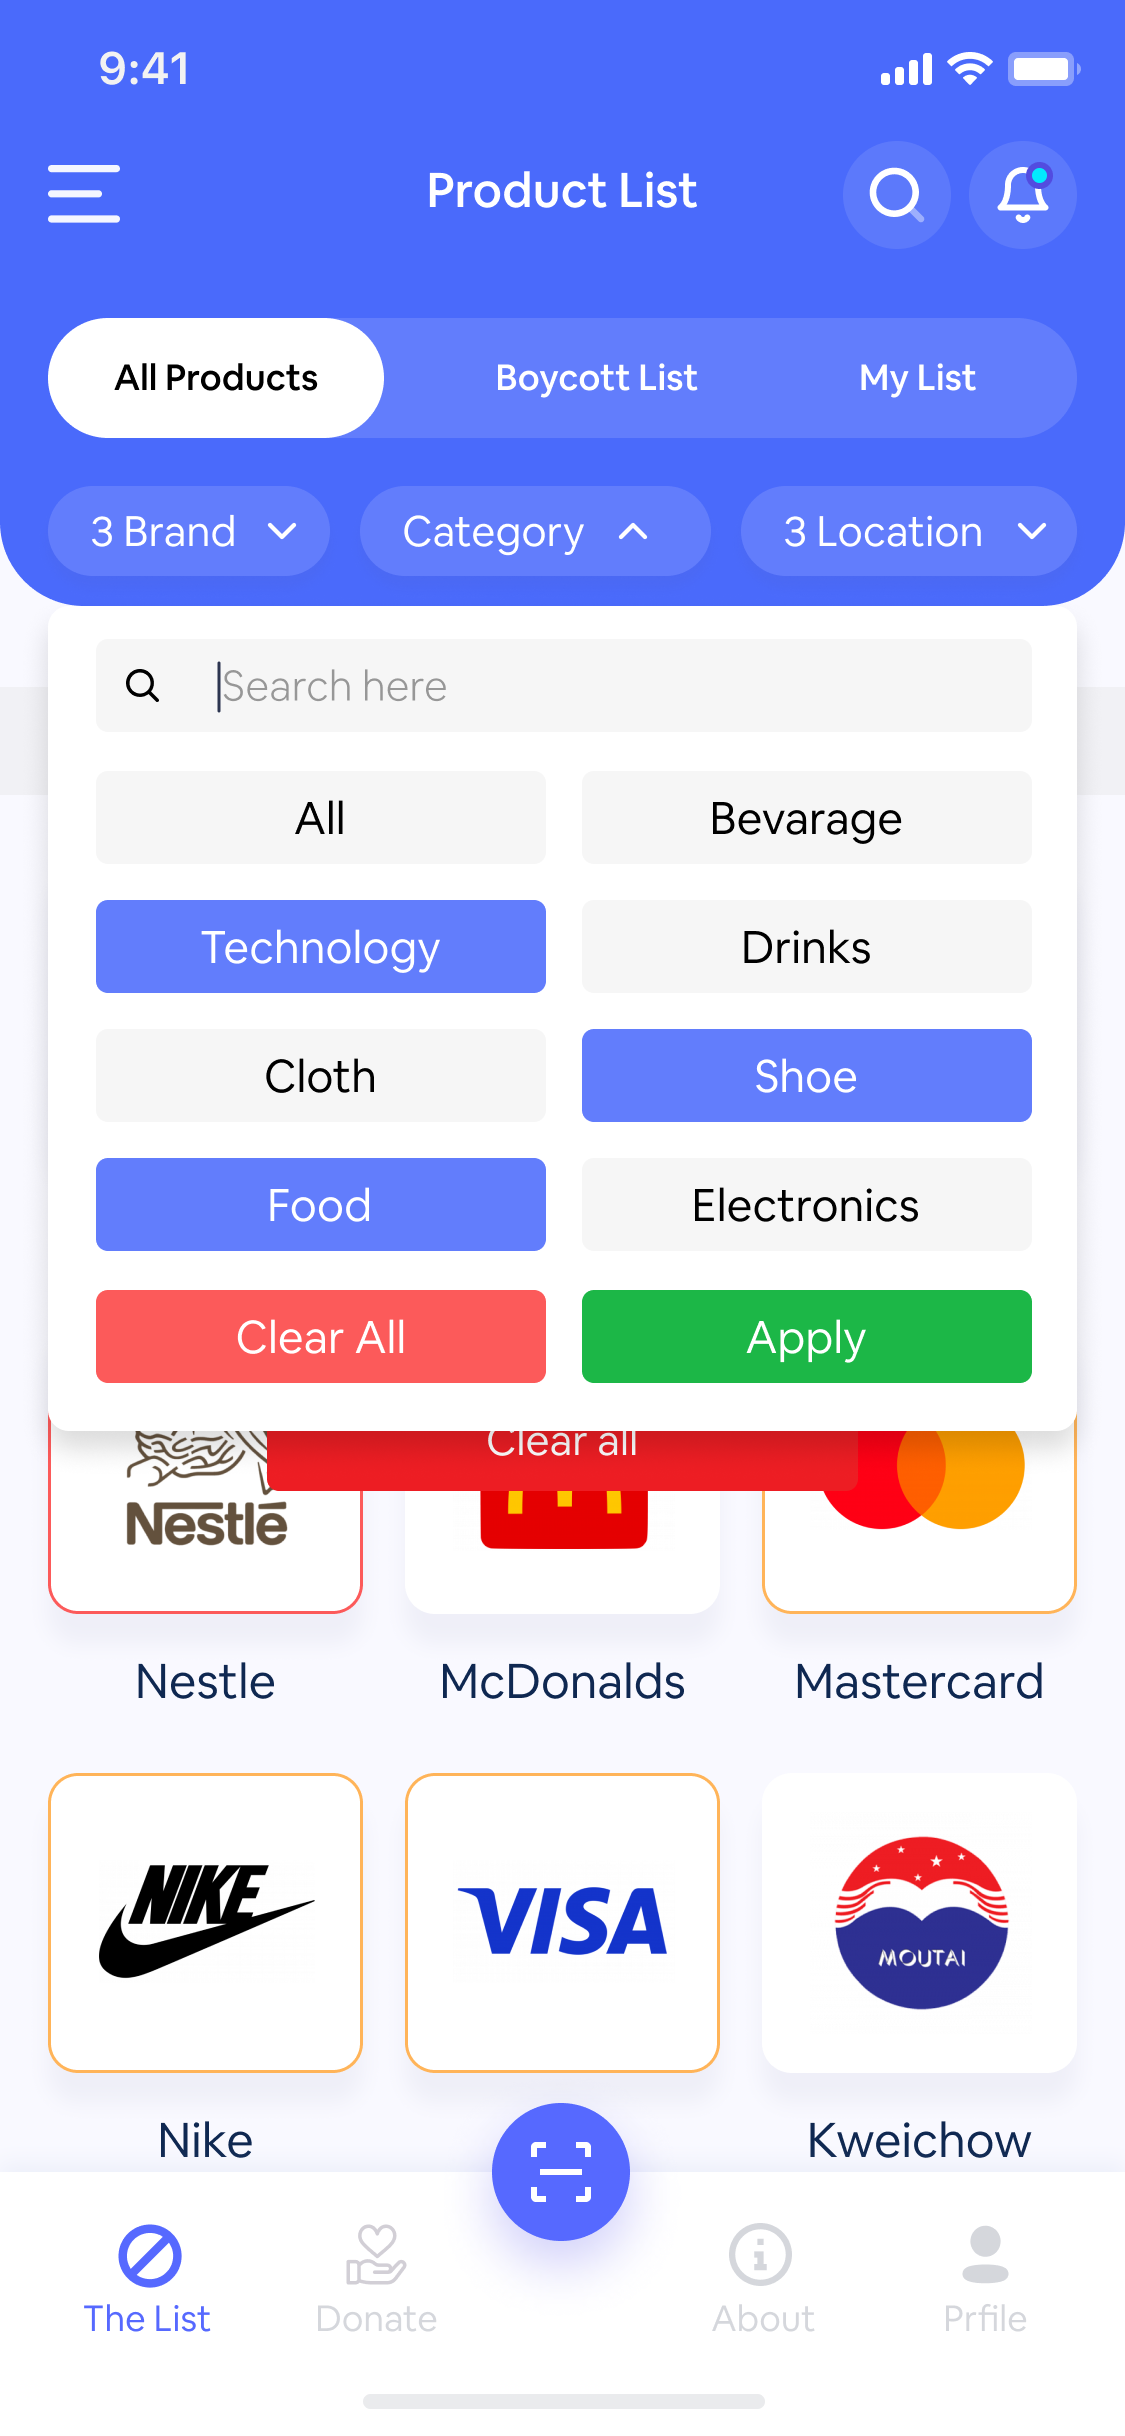 9:41
Product List
All Products
Boycott List
My List
3 Brand
Category
3 Location
Search here
All
Bevarage
Technology
Drinks
Cloth
Shoe
Food
Electronics
Clear All
Apply
Clear all
Nestlé
Nestle
McDonalds
Mastercard
NIKE
VISA
MOUTAI
Nike
Kweichow
The List
Donate
About
Prfile